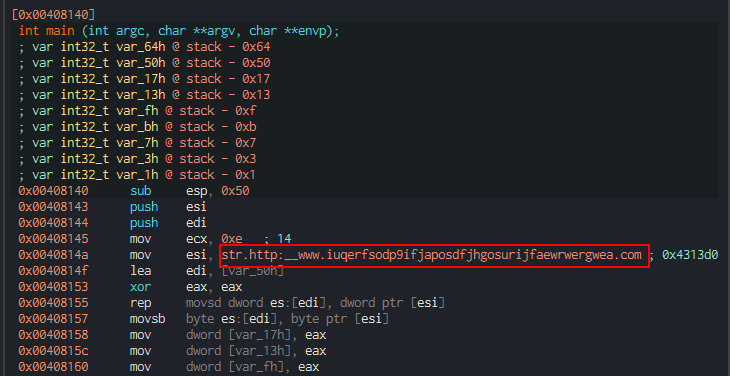 [0x00408140]
int main (int argc, char **argv, char **envp);
; var int32_t var_64h @ stack - 0x64
; var int32_t var_50h @ stack - 0x50
; var int32_t var_17h @ stack - 0x17
; var int32_t var_13h @ stack - 0x13
; var int32_t var_fh @ stack - 0xf
; var int32_t var_bh @ stack - 0xb
; var int32_t var_7h @ stack - 0x7
; var int32_t var_3h @ stack - 0x3
; var int32_t var_1h @ stack - 0x1
0x00408140 sub esp, 0x50
0x00408143 push esi
0x00408144 push edi
0x00408145 mov ecx, 0xe ; 14
0x0040814a mov esi, str.http:__www.iuqerfsodp9ifjaposdfjhgosurijfaewrwergwea.com ; 0x4313d0
0x0040814f lea edi, [var_50h]
0x00408153 xor eax, eax
0x00408155 rep movsd dword es:[edi], dword ptr [esi]
0x00408157 movsb byte es:[edi], byte ptr [esi]
0x00408158 mov dword [var_17h], eax
0x0040815c mov dword [var_13h], eax
0x00408160 mov dword [var_fh], eax